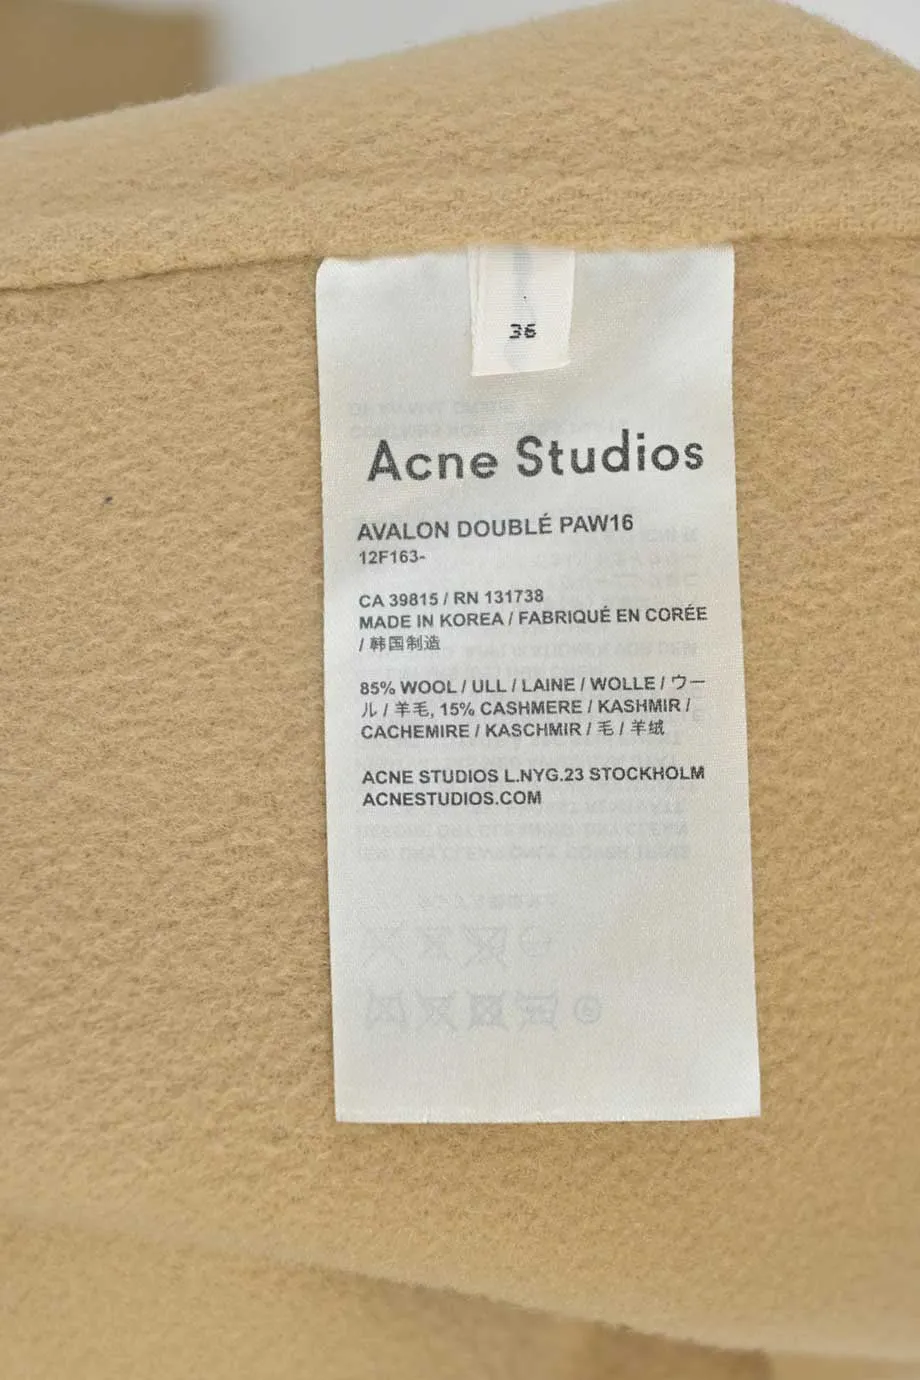 36
Acne Studios
AVALON DOUBLÉ PAW16
12F163-
CA 39815 / RN 131738
MADE IN KOREA / FABRIQUÉ EN CORÉE
/ 韩国制造
85% WOOL / ULL / LAINE / WOLLE / ウー
ル / 羊毛, 15% CASHMERE / KASHMIR /
CACHEMIRE / KASCHMIR / 毛 / 羊绒
ACNE STUDIOS L.NYG.23 STOCKHOLM
ACNESTUDIOS.COM